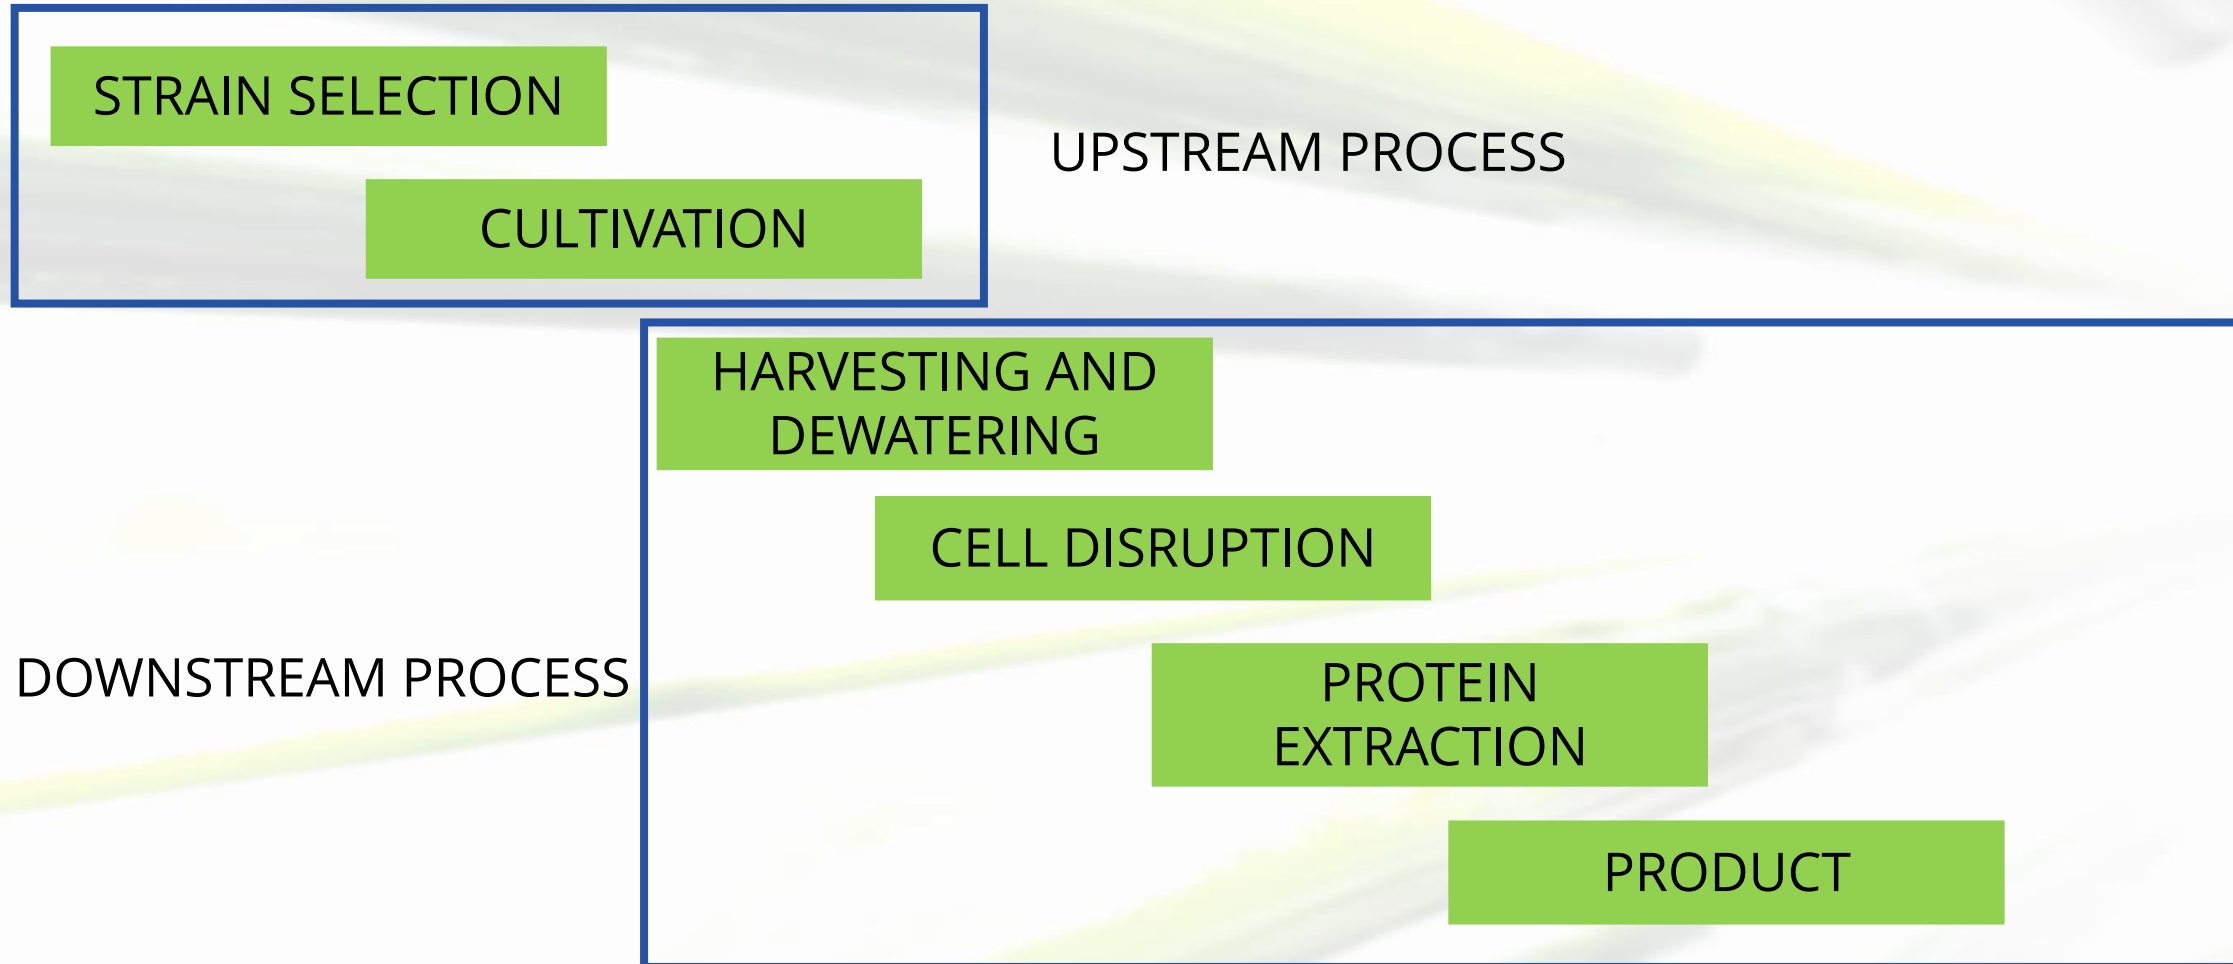 STRAIN SELECTION
CULTIVATION
UPSTREAM PROCESS
HARVESTING AND
DEWATERING
CELL DISRUPTION
DOWNSTREAM PROCESS
PROTEIN
EXTRACTION
PRODUCT